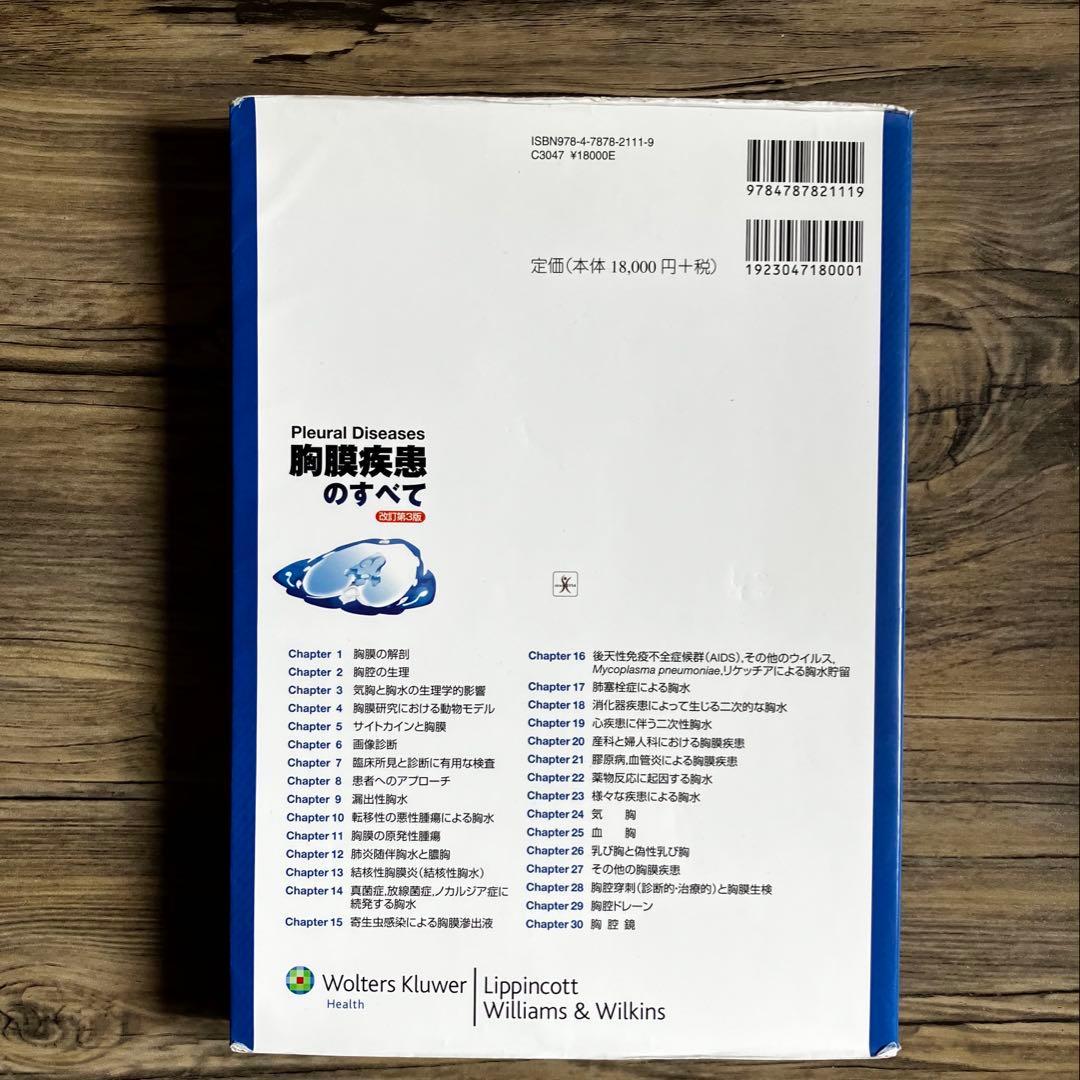 ISBN978-4-7878-2111-9
C3047 ¥18000E
9784787821119
定価(本体 18,000 円+税)
1923047180001
Pleural Diseases
胸膜疾患
のすべて
改訂第3版
Chapter 1 胸膜の解剖
Chapter 2 胸腔の生理
Chapter 3 気胸と胸水の生理学的影響
Chapter 4 胸膜研究における動物モデル
Chapter 5 サイトカインと胸膜
Chapter 6 画像診断
Chapter 7 臨床所見と診断に有用な検査
Chapter 8 患者へのアプローチ
Chapter 9 漏出性胸水
Chapter 10 転移性の悪性腫瘍による胸水
Chapter 11 胸膜の原発性腫瘍
Chapter 12 肺炎随伴胸水と膿胸
Chapter 13 結核性胸膜炎(結核性胸水)
Chapter 14 真菌症,放線菌症,ノカルジア症に
続発する胸水
Chapter 15 寄生虫感染による胸膜滲出液
Chapter 16 後天性免疫不全症候群(AIDS),その他のウイルス,
Mycoplasma pneumoniae,リケッチアによる胸水貯留
Chapter 17 肺塞栓症による胸水
Chapter 18 消化器疾患によって生じる二次的な胸水
Chapter 19 心疾患に伴う二次性胸水
Chapter 20 産科と婦人科における胸膜疾患
Chapter 21 膠原病,血管炎による胸膜疾患
Chapter 22 薬物反応に起因する胸水
Chapter 23 様々な疾患による胸水
Chapter 24 気 胸
Chapter 25 血 胸
Chapter 26 乳び胸と偽性乳び胸
Chapter 27 その他の胸膜疾患
Chapter 28 胸腔穿刺(診断的・治療的)と胸膜生検
Chapter 29 胸腔ドレーン
Chapter 30 胸 腔 鏡
Wolters Kluwer
Health
Lippincott
Williams & Wilkins